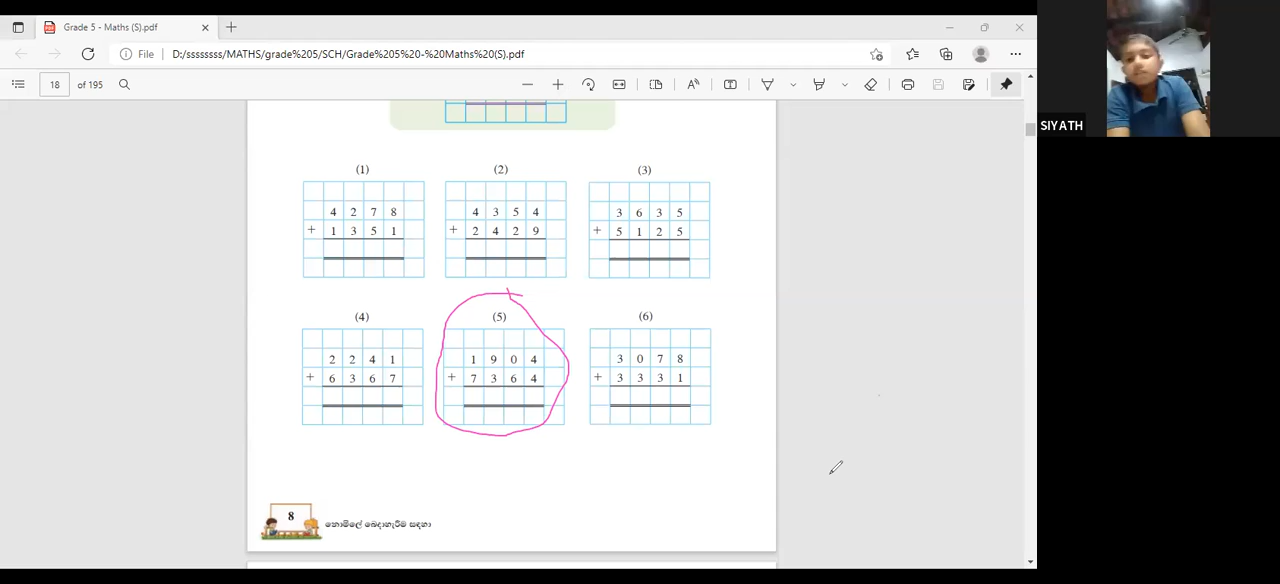 Grade 5 - Maths (S).pdf
File D:/ssssssss/MATHS/grade%205/SCH/Grade%205%20-%20Maths%20(S).pdf
18 of 195
SIYATH
(1) (2) (3)
4 2 7 8 4 3 5 4 3 6 3 5
+ 1 3 5 1 + 2 4 2 9 + 5 1 2 5
(4) (5) (6)
2 2 4 1 1 9 0 4 3 0 7 8
+ 6 3 6 7 + 7 3 6 4 + 3 3 3 1
8 නොමිලේ බෙදාහැරීම සඳහා